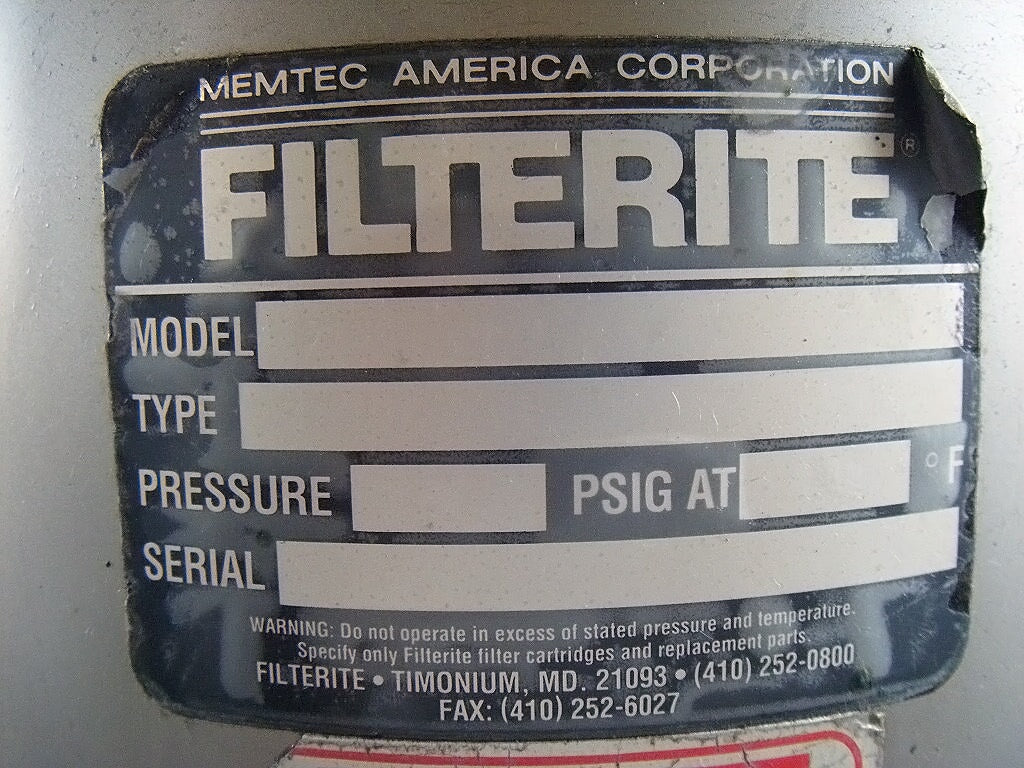 MEMTEC AMERICA CORPORATION
FILTERITE®
MODEL
TYPE
PRESSURE PSIG AT °F
SERIAL
WARNING: Do not operate in excess of stated pressure and temperature.
Specify only Filterite filter cartridges and replacement parts.
FILTERITE • TIMONIUM, MD. 21093 • (410) 252-0800
FAX: (410) 252-6027